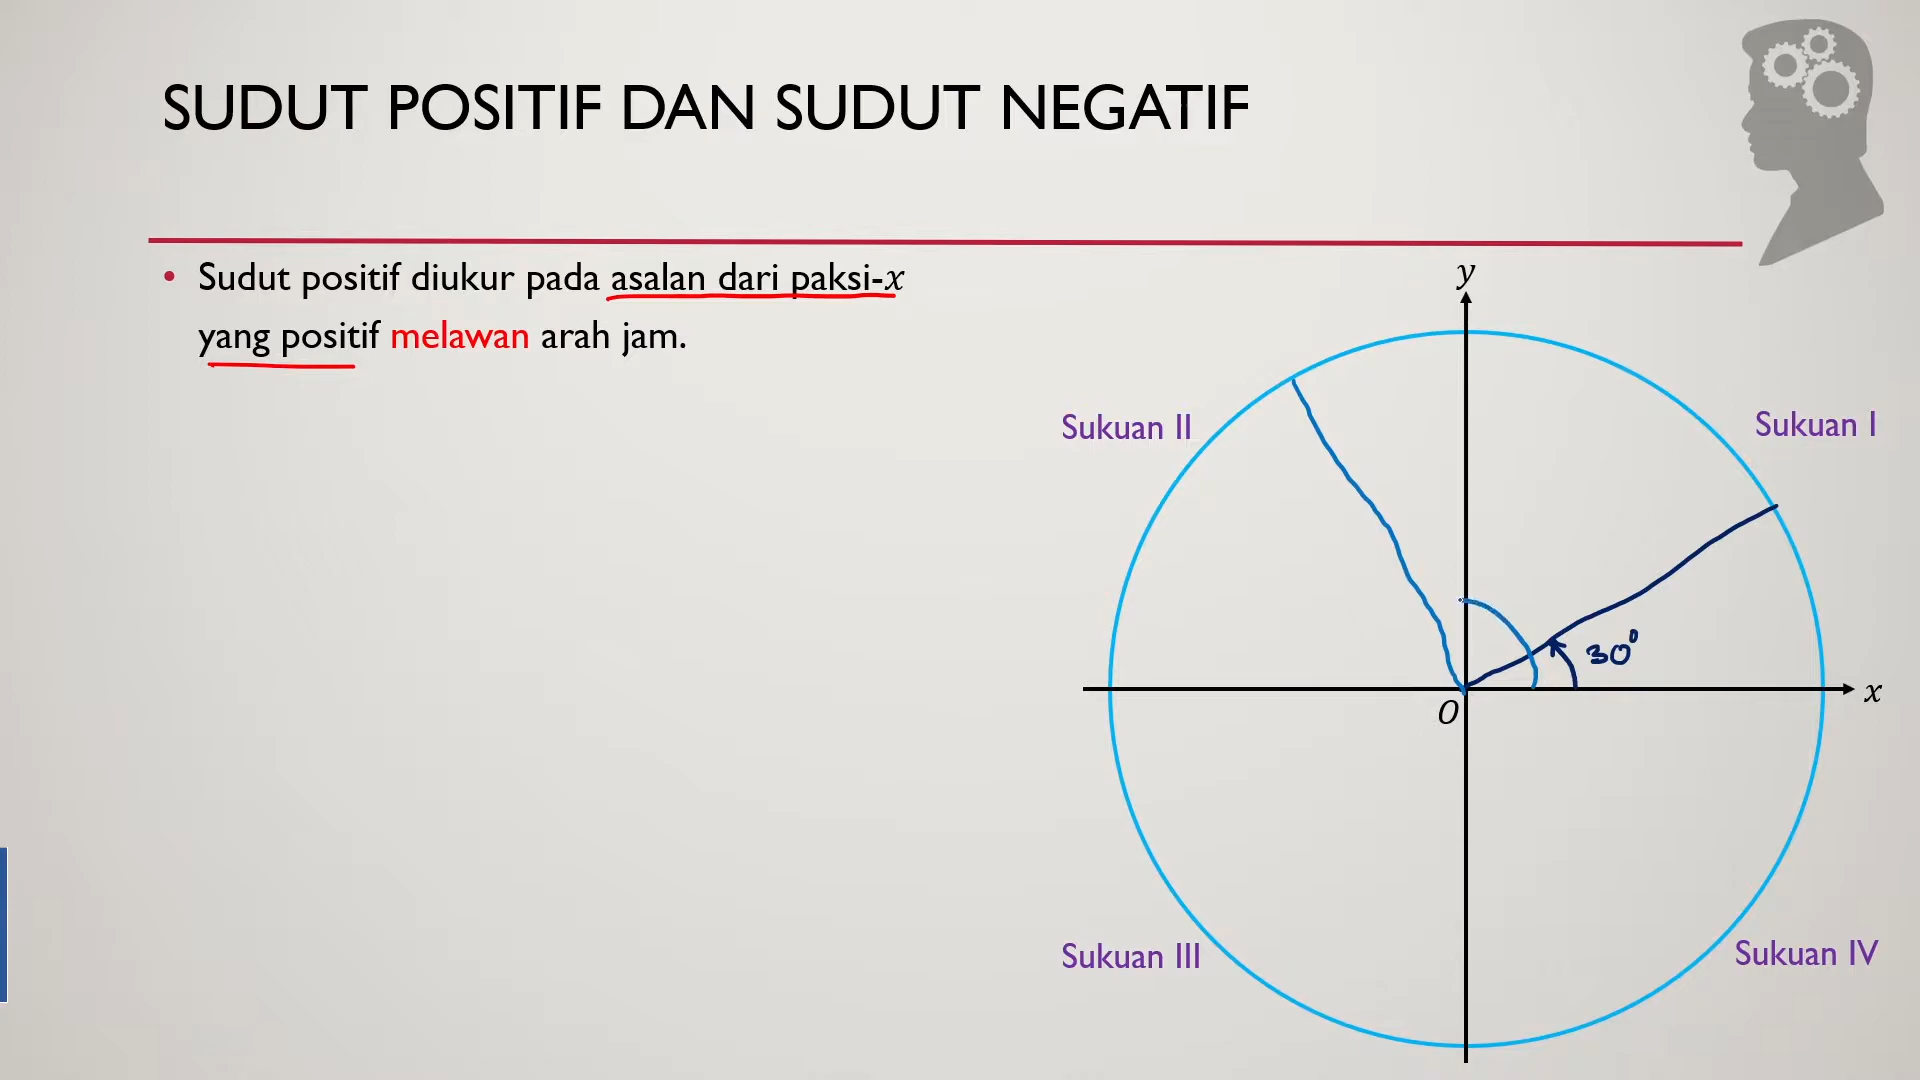 SUDUT POSITIF DAN SUDUT NEGATIF
• Sudut positif diukur pada asalan dari paksi-x
yang positif melawan arah jam.
y
Sukuan II
Sukuan I
30°
x
O
Sukuan III
Sukuan IV